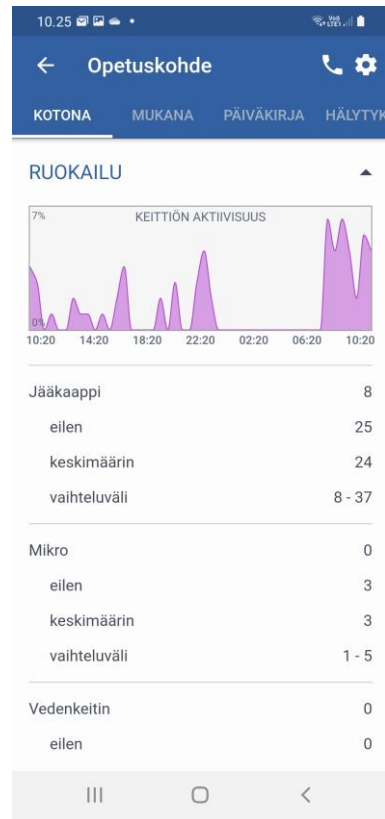 10.25
Opetuskohde
KOTONA MUKANA PÄIVÄKIRJA HÄLYTYK
RUOKAILU
7% KEITTIÖN AKTIIVISUUS
0%
10:20 14:20 18:20 22:20 02:20 06:20 10:20
Jääkaappi 8
eilen 25
keskimäärin 24
vaihteluväli 8 - 37
Mikro 0
eilen 3
keskimäärin 3
vaihteluväli 1 - 5
Vedenkeitin 0
eilen 0